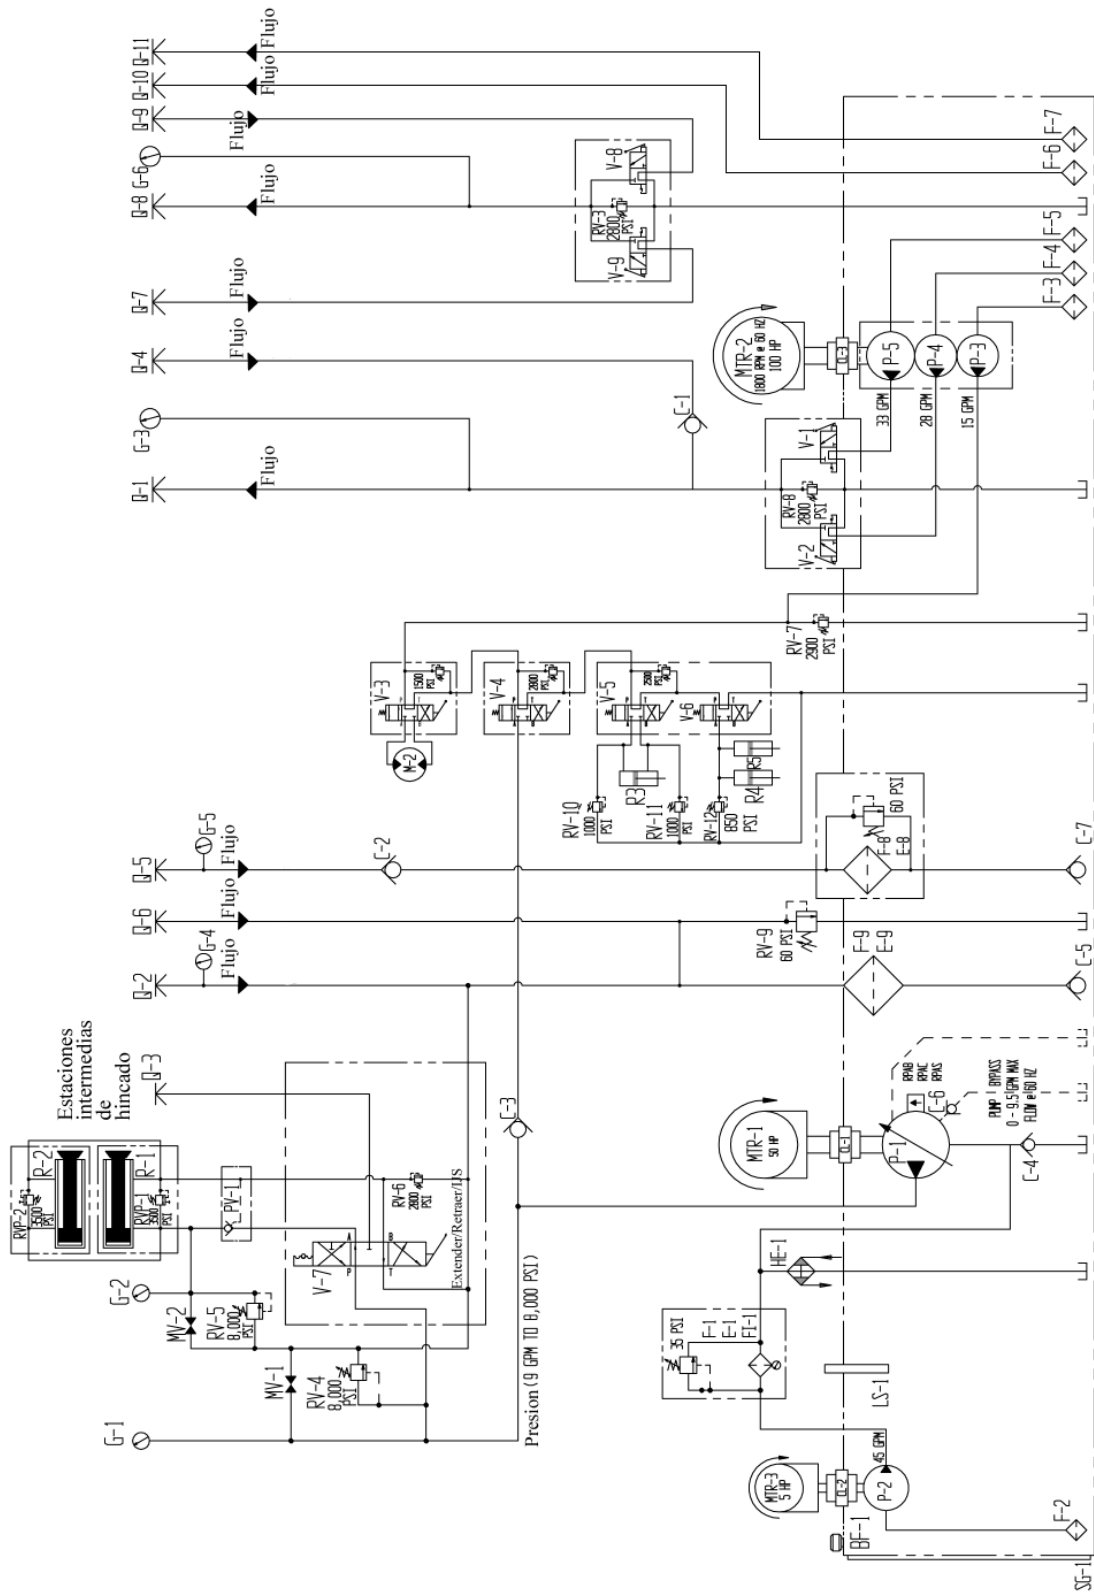 Q-11
Flujo
Q-10
Flujo
Q-9
Flujo
G-6
Q-8
Flujo
V-8
RV-3
2800
PSI
V-9
Q-7
Flujo
Q-4
Flujo
G-3
Q-1
Flujo
C-1
F-7
F-6
F-5
F-4
F-3
MTR-2
1800 RPM @ 60 HZ
100 HP
CL-3
P-5
P-4
P-3
33 GPM
28 GPM
15 GPM
V-1
RV-8
2800
PSI
V-2
RV-7
2900
PSI
V-3
1500
PSI
M-2
V-4
2800
PSI
V-5
2500
PSI
V-6
RV-10
1000
PSI
R3
RV-11
1000
PSI
RV-12
850
PSI
R4
R5
Q-5
G-5
Flujo
C-2
Q-6
Flujo
G-4
Q-2
Flujo
60 PSI
F-8
E-8
C-7
RV-9
60 PSI
F-9
E-9
C-5
Estaciones
intermedias
de
hincado
Q-3
R-2
RVP-2
3500
PSI
R-1
RVP-1
3500
PSI
PV-1
RV-6
2800
PSI
A
B
P
T
V-7
Extender/Retraer/IJS
C-3
G-2
MV-2
RV-5
8,000
PSI
MV-1
RV-4
8,000
PSI
G-1
Presion (9 GPM TO 8,000 PSI)
MTR-1
50 HP
CL-1
P-1
RPAB
RPAC
RPAS
C-6
PUMP BYPASS
0 - 9.5 GPM MAX
FLOW @ 60 HZ
C-4
HE-1
35 PSI
F-1
E-1
FI-1
LS-1
MTR-3
5 HP
CL-2
P-2
45 GPM
BF-1
F-2
SG-1